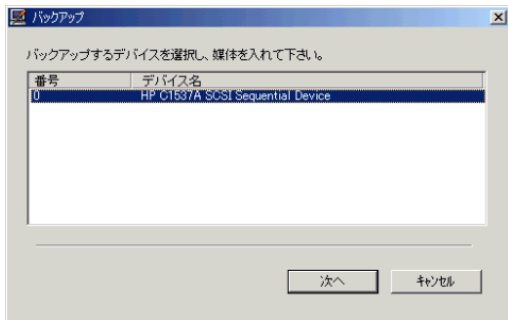 バックアップ
バックアップするデバイスを選択し、媒体を入れて下さい。
番号 デバイス名
0 HP C1537A SCSI Sequential Device
次へ キャンセル